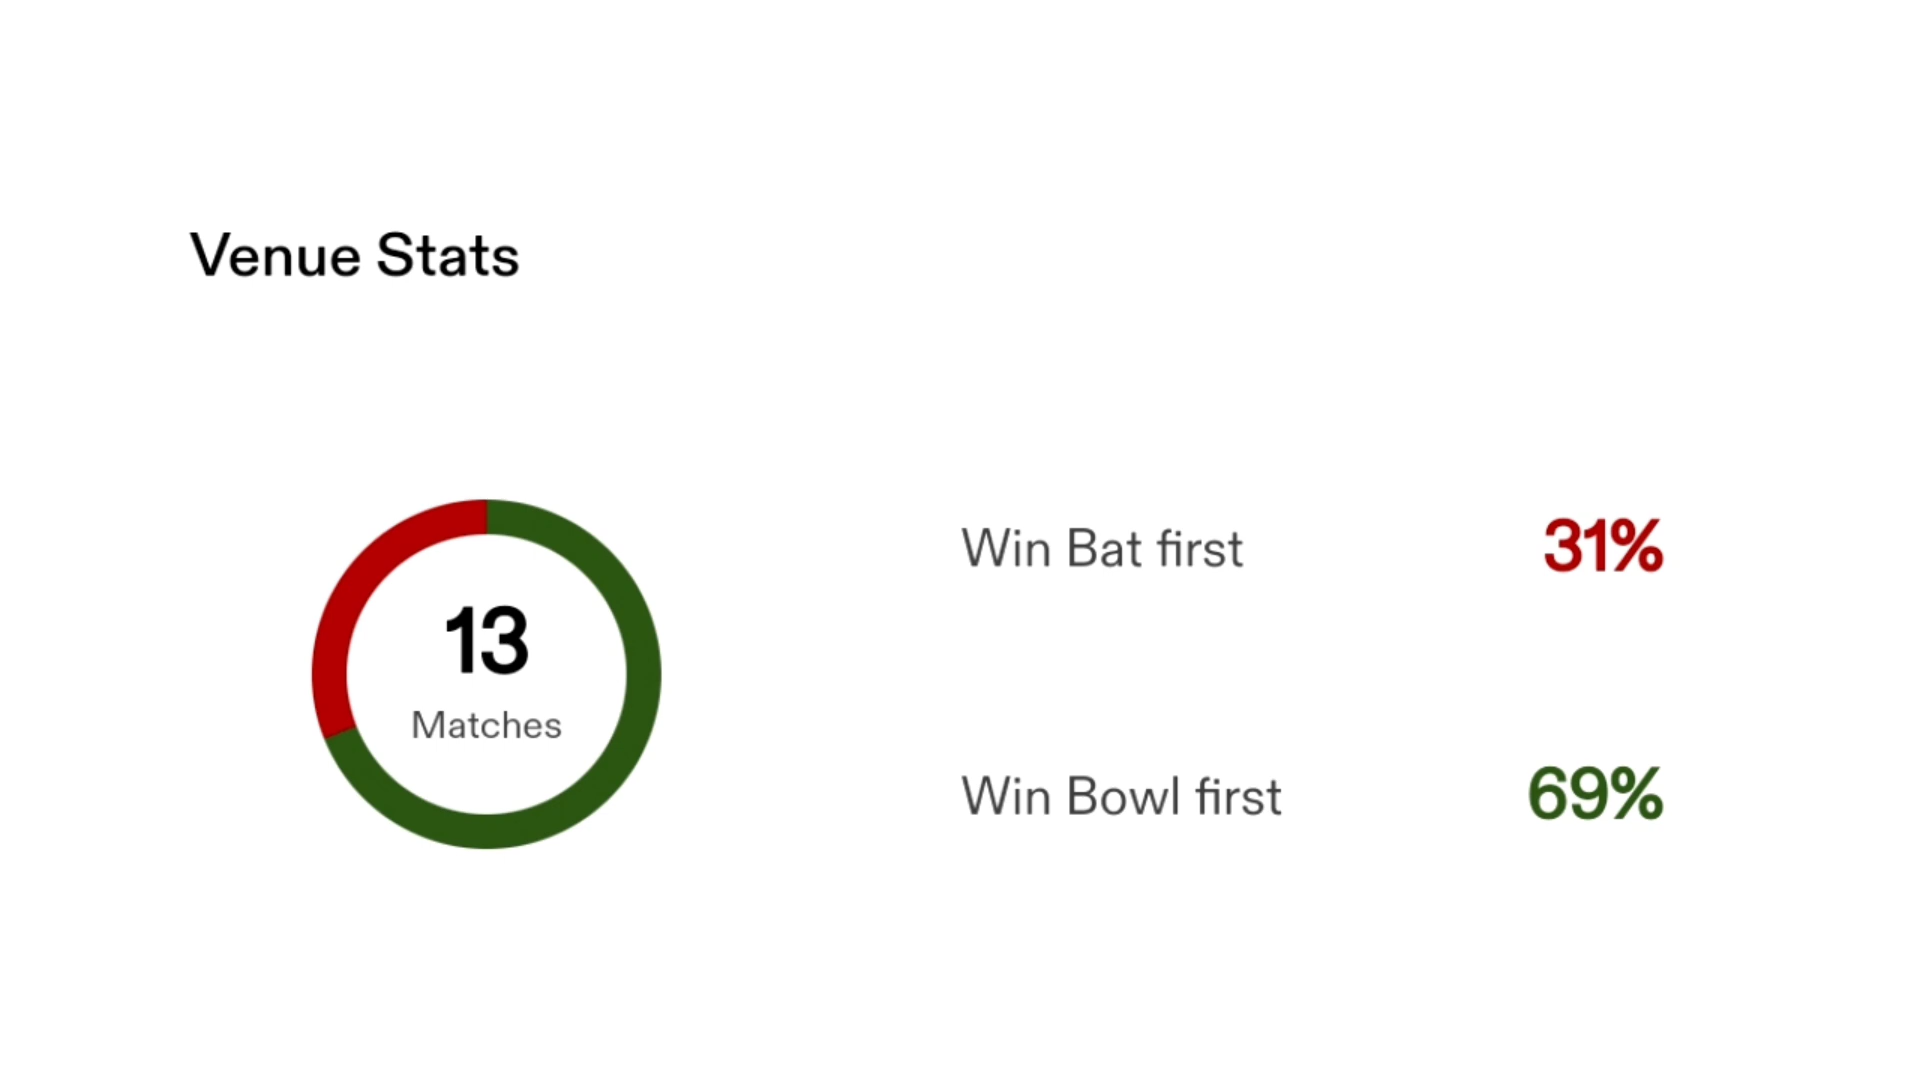 Venue Stats
13
Matches
Win Bat first 31%
Win Bowl first 69%